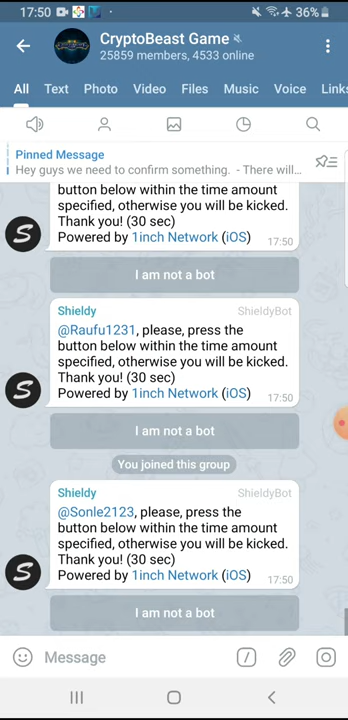 17:50
36%
CryptoBeast Game
25859 members, 4533 online
All Text Photo Video Files Music Voice Links
Pinned Message
Hey guys we need to confirm something. - There will...
button below within the time amount
specified, otherwise you will be kicked.
Thank you! (30 sec)
Powered by 1inch Network (iOS)
17:50
I am not a bot
Shieldy ShieldyBot
@Raufu1231, please, press the
button below within the time amount
specified, otherwise you will be kicked.
Thank you! (30 sec)
Powered by 1inch Network (iOS)
17:50
I am not a bot
You joined this group
Shieldy ShieldyBot
@Sonle2123, please, press the
button below within the time amount
specified, otherwise you will be kicked.
Thank you! (30 sec)
Powered by 1inch Network (iOS)
17:50
I am not a bot
Message